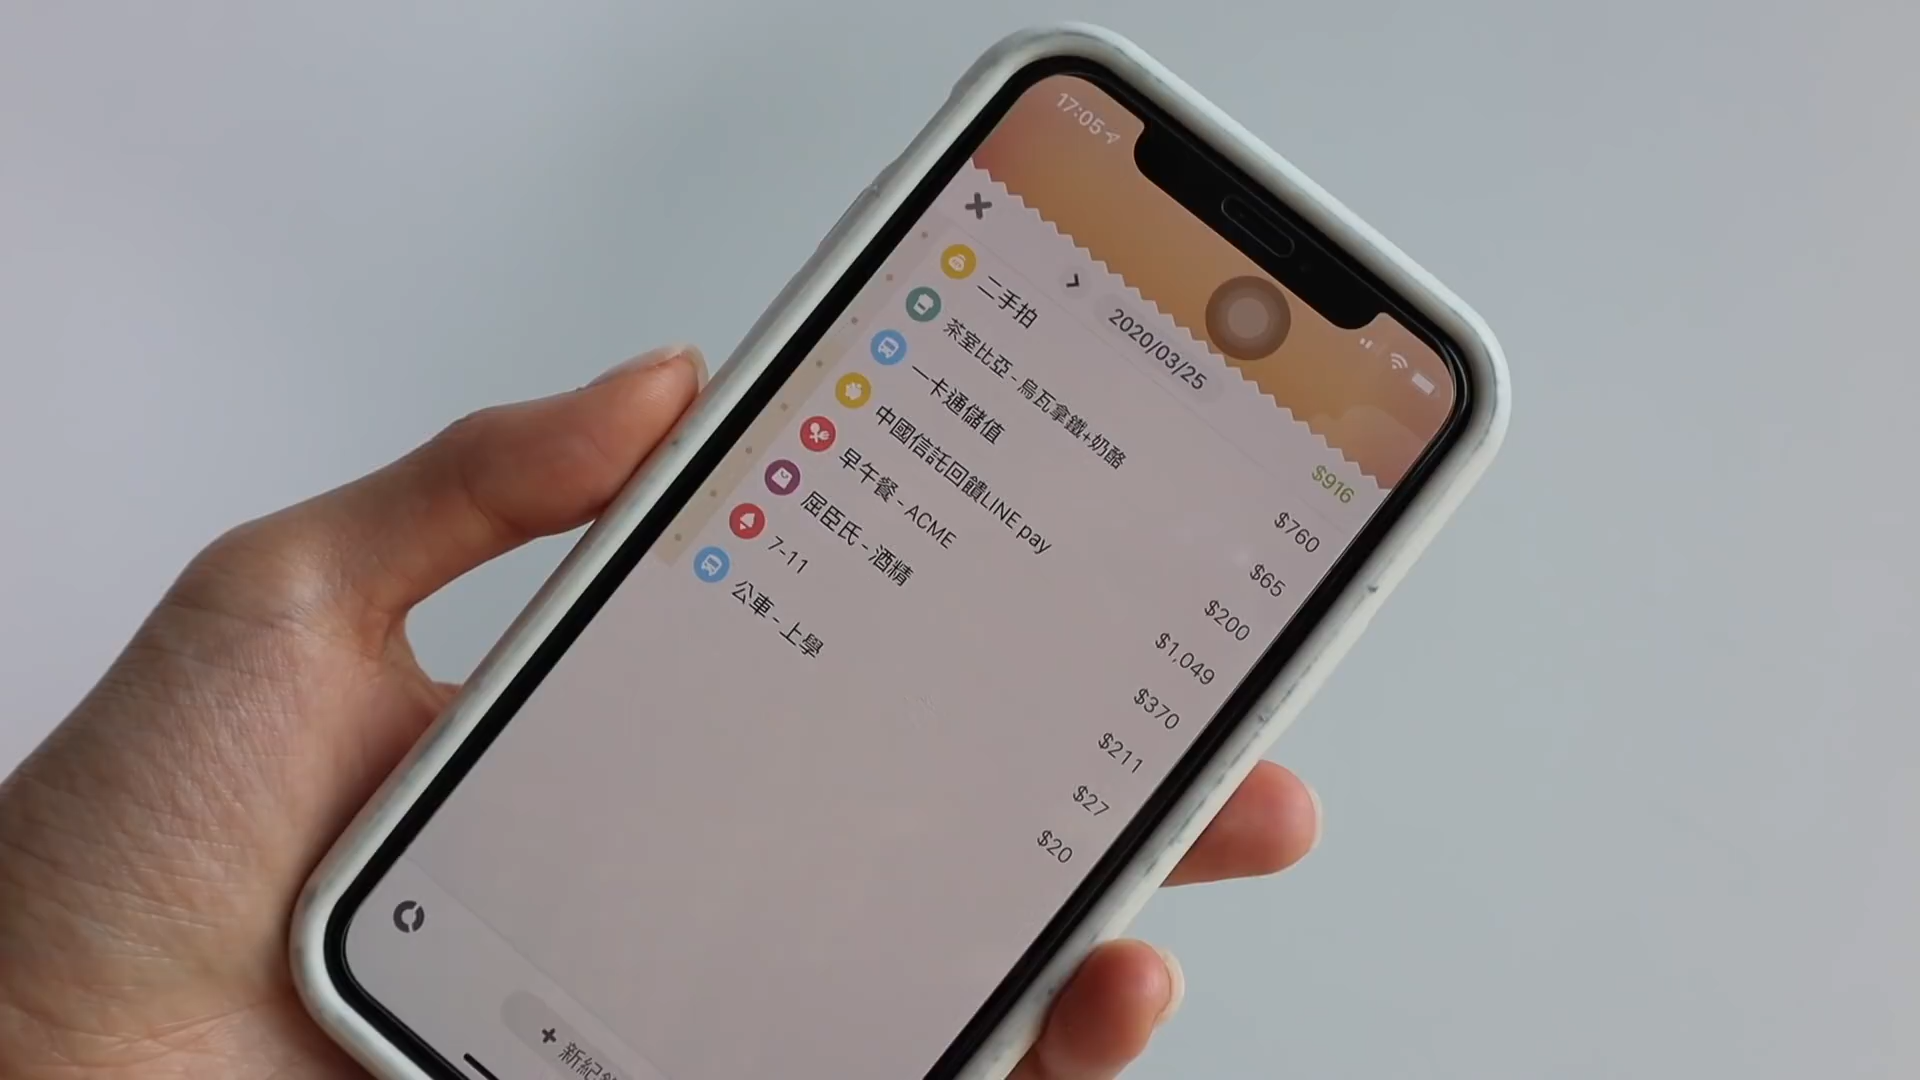 17:05
2020/03/25
$916
二手拍 $760
茶室比亞 - 烏瓦拿鐵+奶酪 $65
一卡通儲值 $200
中國信託回饋LINE pay $1,049
早午餐 - ACME $370
屈臣氏 - 酒精 $211
7-11 $27
公車 - 上學 $20
+ 新紀